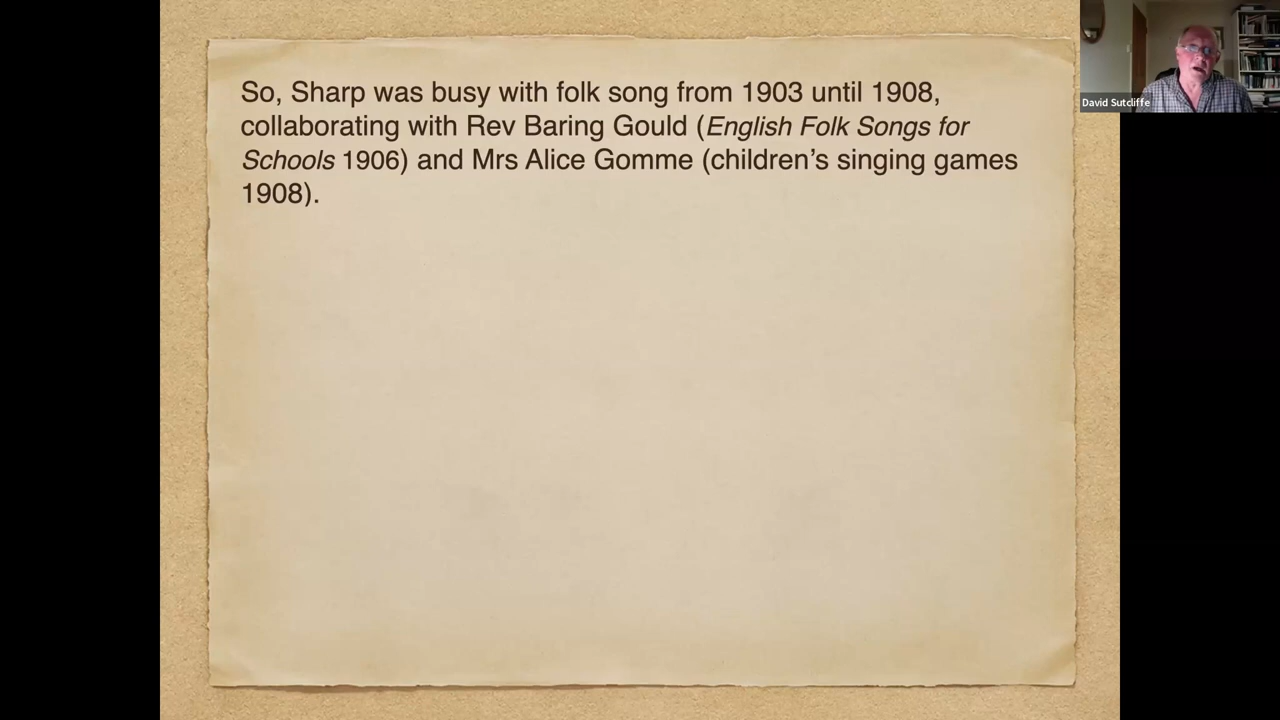 So, Sharp was busy with folk song from 1903 until 1908,
collaborating with Rev Baring Gould (English Folk Songs for
Schools 1906) and Mrs Alice Gomme (children’s singing games
1908).
David Sutcliffe